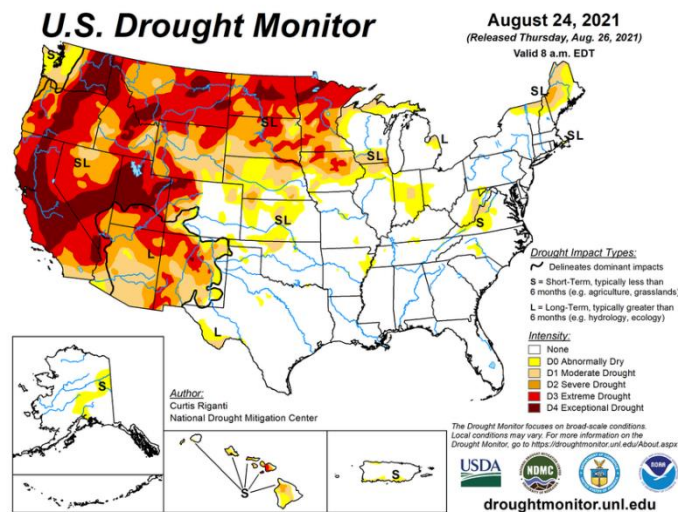 U.S. Drought Monitor
August 24, 2021
(Released Thursday, Aug. 26, 2021)
Valid 8 a.m. EDT
S
SL
SL
SL
L
SL
SL
SL
SL
S
L
L
Drought Impact Types:
Delineates dominant impacts
S = Short-Term, typically less than
6 months (e.g. agriculture, grasslands)
L = Long-Term, typically greater than
6 months (e.g. hydrology, ecology)
Intensity:
None
D0 Abnormally Dry
D1 Moderate Drought
D2 Severe Drought
D3 Extreme Drought
D4 Exceptional Drought
S
Author:
Curtis Riganti
National Drought Mitigation Center
S
S
The Drought Monitor focuses on broad-scale conditions.
Local conditions may vary. For more information on the
Drought Monitor, go to https://droughtmonitor.unl.edu/About.aspx
USDA
NDMC
NOAA
droughtmonitor.unl.edu